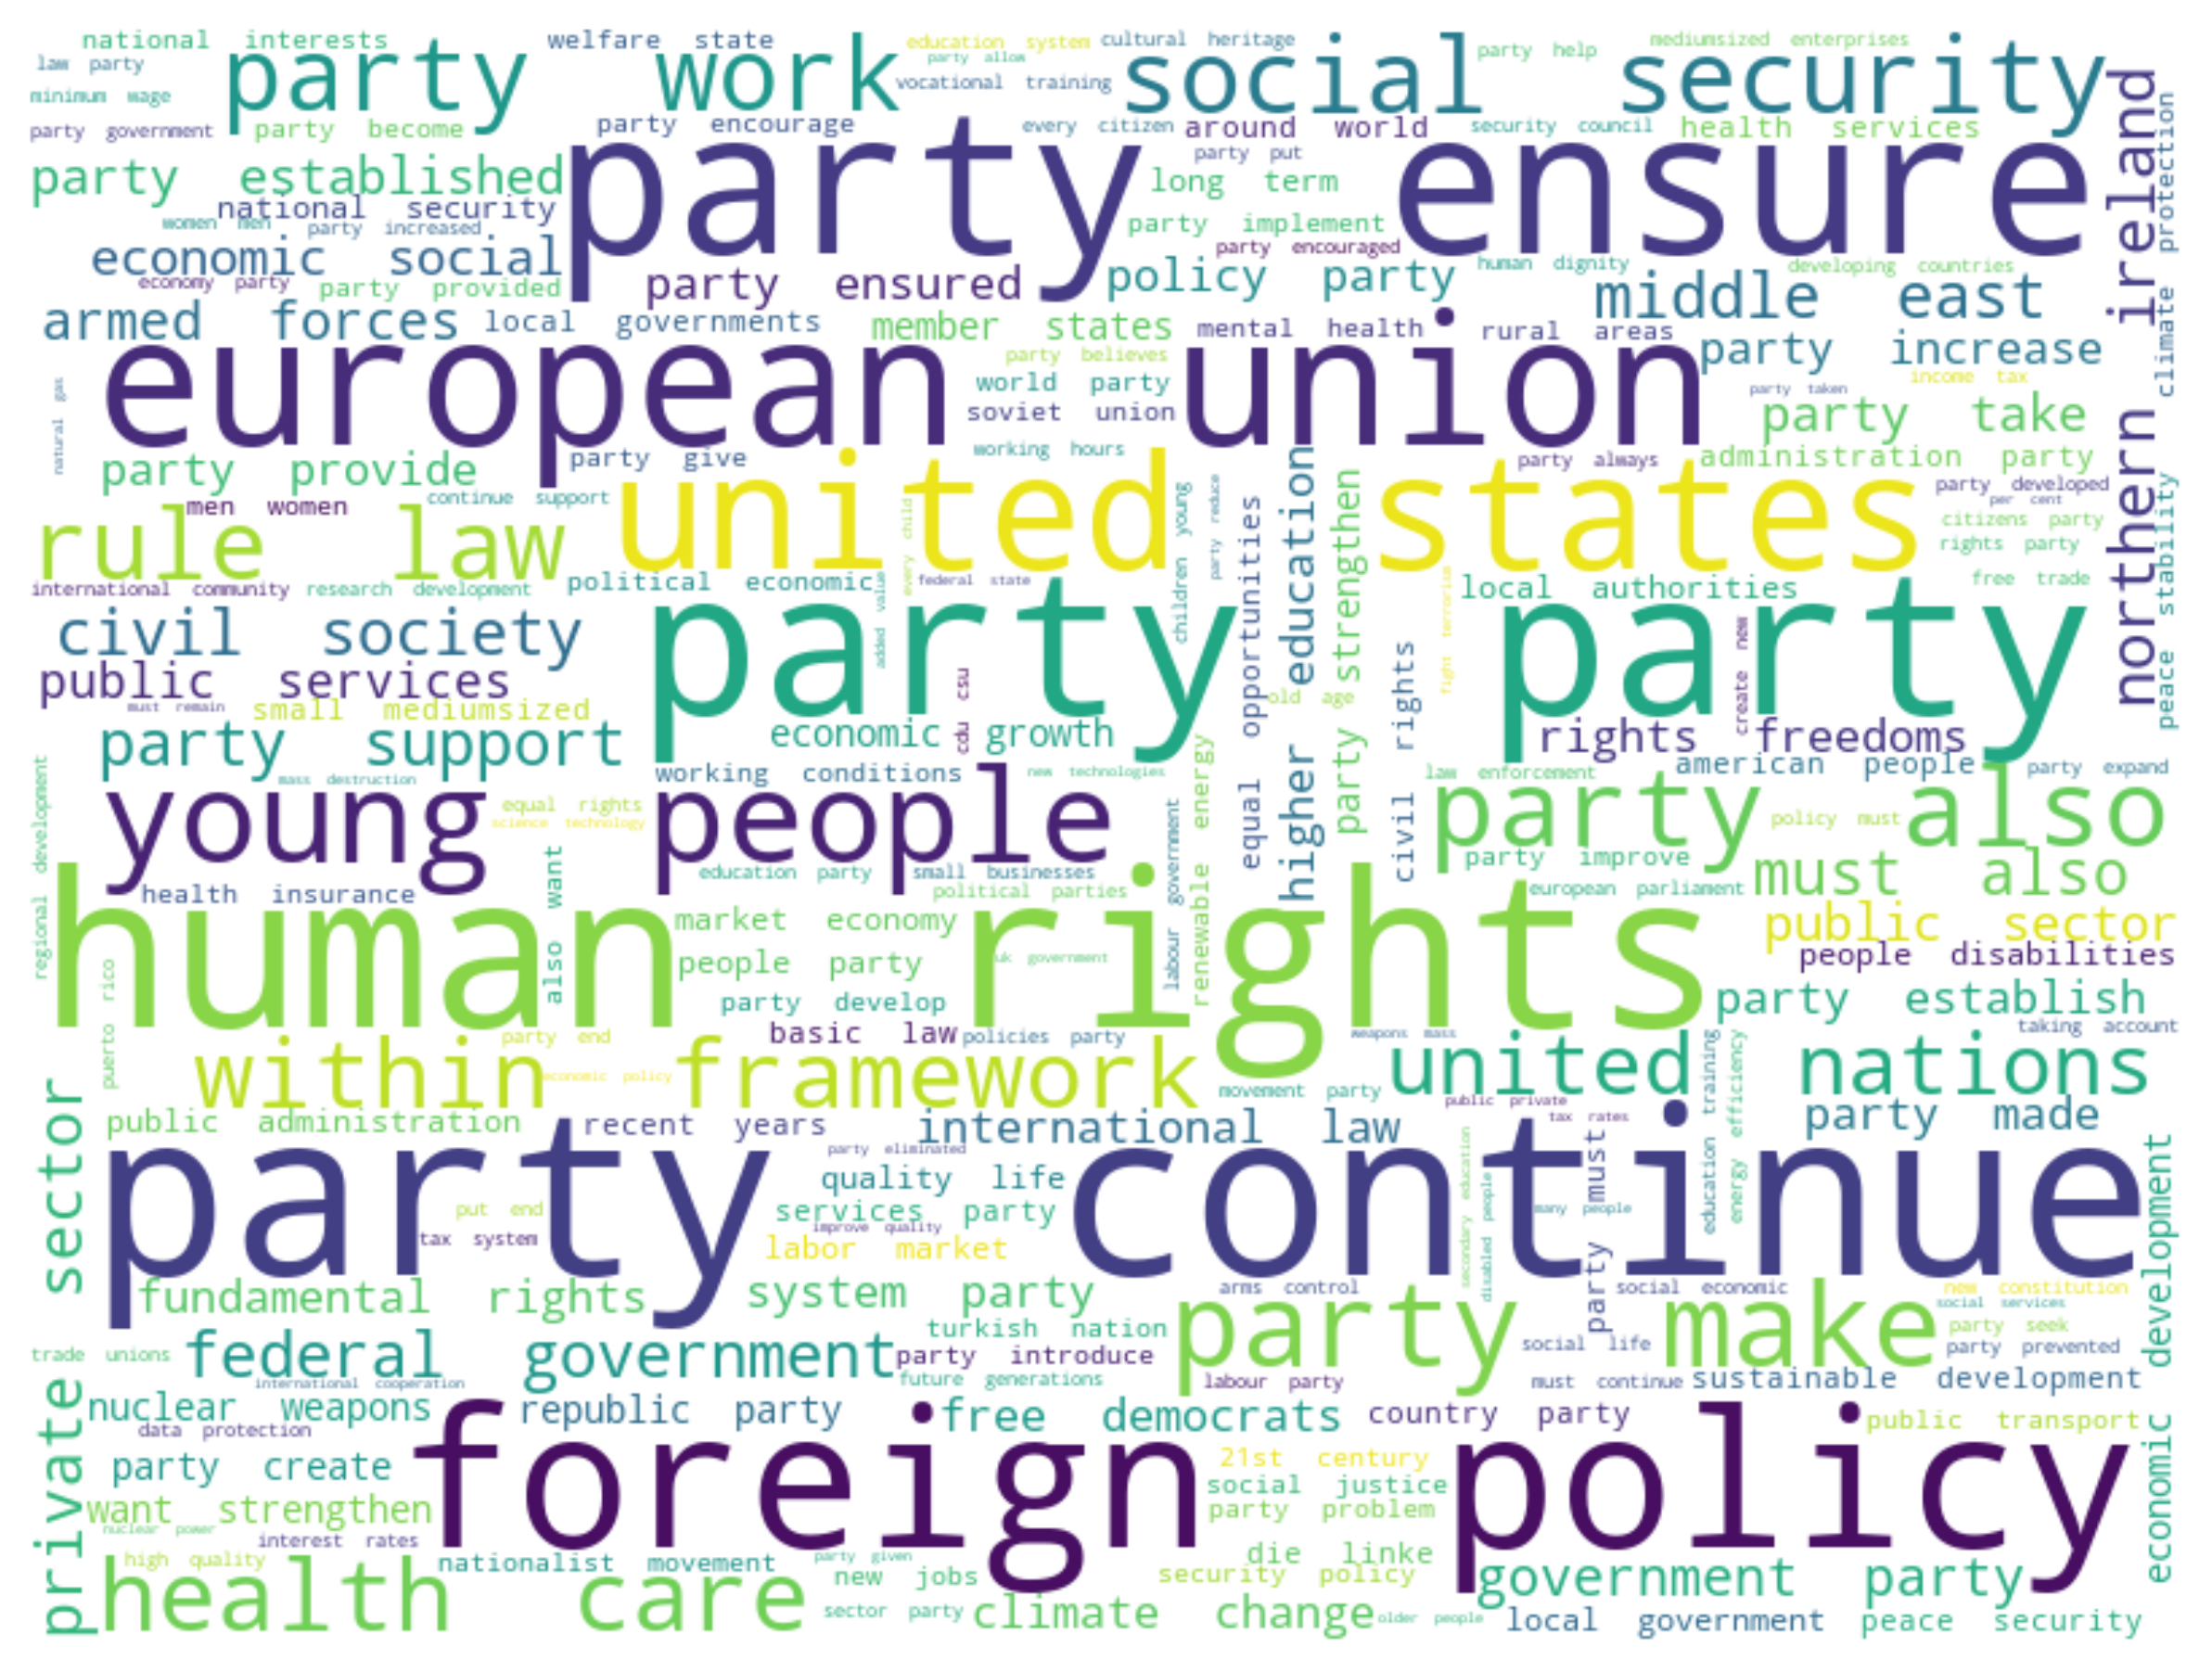 national interests
party work
welfare state
education system
cultural heritage
social security
party help
mediumsized enterprises
law party
party allow
vocational training
minimum wage
party government
party become
party encourage
every citizen
around world
security council
health services
party ensure
party put
party established
long term
national security
women men
party increased
party implement
party encouraged
economic social
economy party
party provided
party ensured
policy party
human dignity
developing countries
middle east
northern ireland
climate protection
armed forces
local governments
member states
mental health
rural areas
party increase
european union
party believes
world party
soviet union
income tax
party taken
party take
natural gas
working hours
party provide
party give
party always
administration party
continue support
united states
party developed
per cent
men women
rule law
every child
children young
party reduce
equal opportunities
higher education
party strengthen
citizens party
rights party
peace stability
international community
research development
political economic
added value
federal state
fight terrorism
local authorities
free trade
civil society
party party
public services
cdu csu
civil rights
create new
must remain
small mediumsized
old age
party support
economic growth
rights freedoms
mass destruction
working conditions
new technologies
law enforcement
american people
party expand
regional development
young people
equal rights
science technology
labour government
renewable energy
party also
policy must
party improve
education party
small businesses
health insurance
also want
political parties
european parliament
must also
human rights
market economy
public sector
people party
uk government
people disabilities
puerto rico
party develop
party establish
party end
basic law
policies party
weapons mass
taking account
within framework
economic policy
united nations
education training
energy efficiency
movement party
public private
tax rates
public administration
recent years
international law
party made
private sector
party continue
party eliminated
quality life
secondary education
disabled people
party must
many people
economic development
put end
services party
improve quality
tax system
labor market
fundamental rights
system party
arms control
social economic
new constitution
social services
turkish nation
party make
party seek
trade unions
federal government
party introduce
social life
party prevented
international cooperation
future generations
labour party
must continue
sustainable development
nuclear weapons
republic party
free democrats
country party
public transport
data protection
foreign policy
party create
21st century
social justice
want strengthen
party problem
nuclear power
interest rates
high quality
nationalist movement
party given
die linke
health care
new jobs
security policy
government party
sector party
climate change
older people
local government
peace security